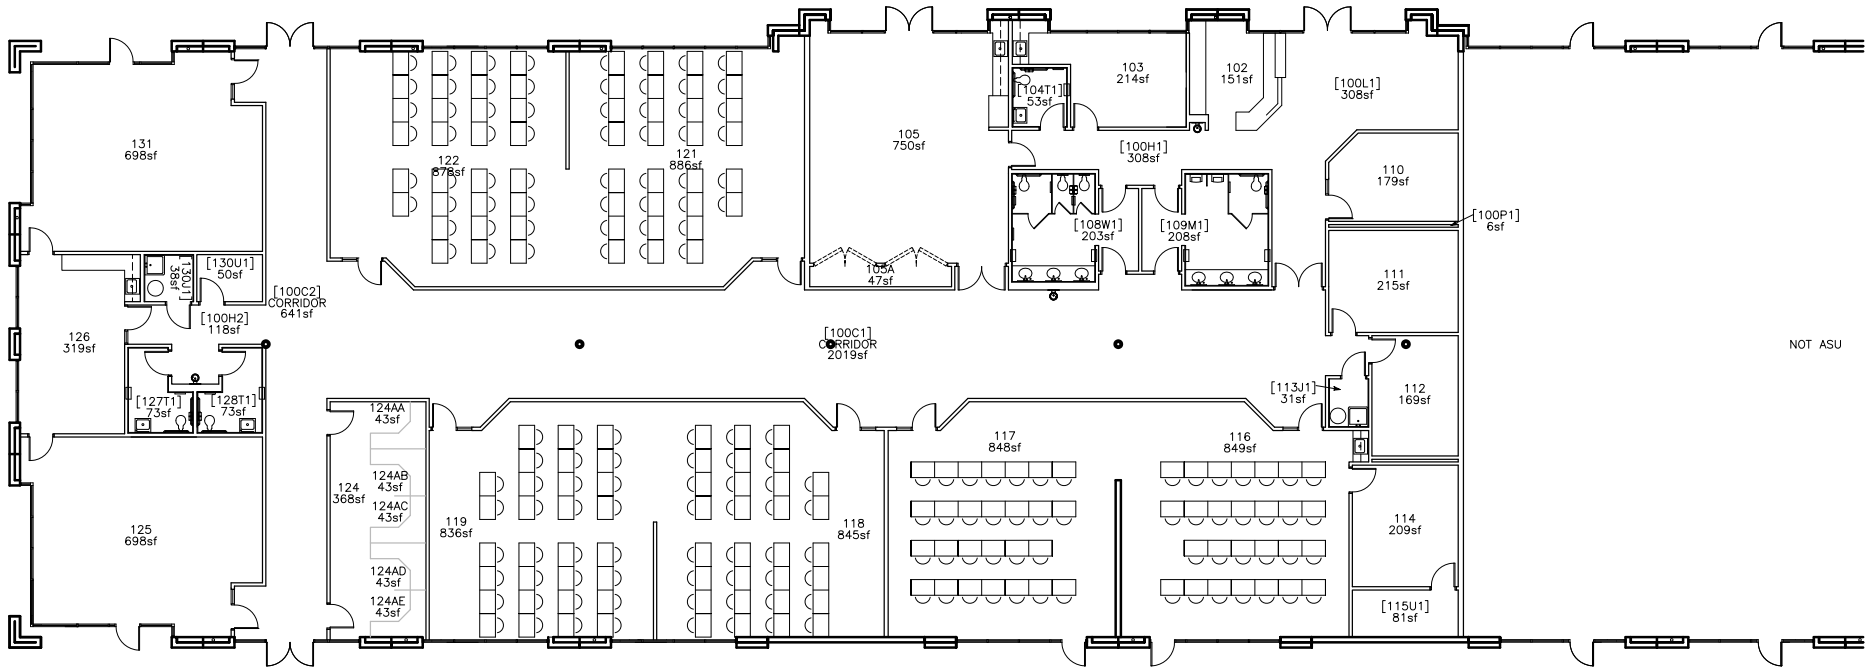 131
698sf
122
878sf
121
886sf
105
750sf
[104T1]
53sf
103
214sf
102
151sf
[100L1]
308sf
[100H1]
308sf
110
179sf
[100P1]
6sf
[108W1]
203sf
[109M1]
208sf
[130J1]
38sf
[130U1]
50sf
[100C2]
CORRIDOR
641sf
105A
47sf
111
215sf
[100H2]
118sf
126
319sf
[100C1]
CORRIDOR
2019sf
NOT ASU
[127T1]
73sf
[128T1]
73sf
[113J1]
31sf
112
169sf
124AA
43sf
124AB
43sf
124
368sf
124AC
43sf
119
836sf
118
845sf
117
848sf
116
849sf
114
209sf
125
698sf
124AD
43sf
124AE
43sf
[115U1]
81sf